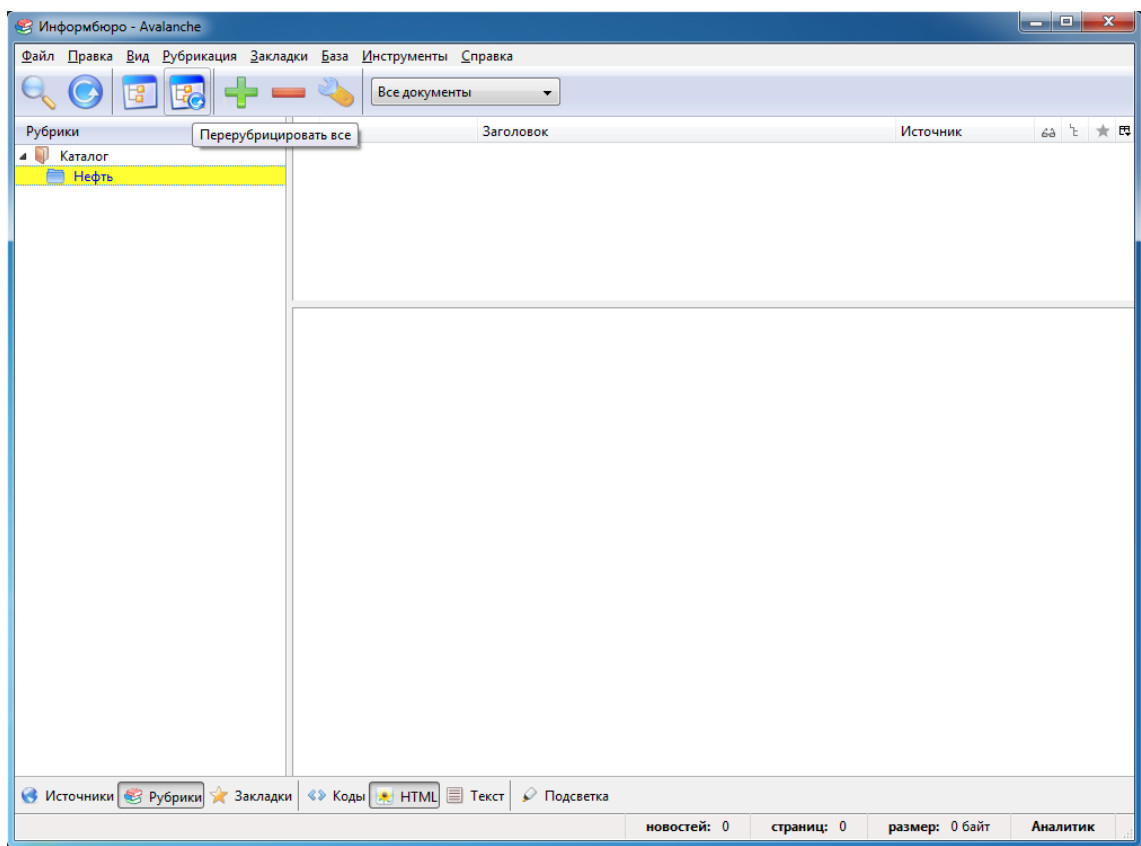 Информбюро - Avalanche
Файл Правка Вид Рубрикация Закладки База Инструменты Справка
Все документы
Рубрики Заголовок Источник
Перерубрицировать все
Каталог
Нефть
Источники Рубрики Закладки Коды HTML Текст Подсветка
новостей: 0 страниц: 0 размер: 0 байт Аналитик